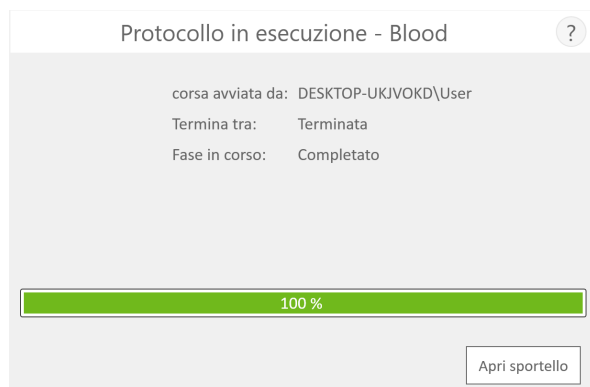 Protocollo in esecuzione - Blood
?
corsa avviata da: DESKTOP-UKJVOKD\User
Termina tra: Terminata
Fase in corso: Completato
100 %
Apri sportello